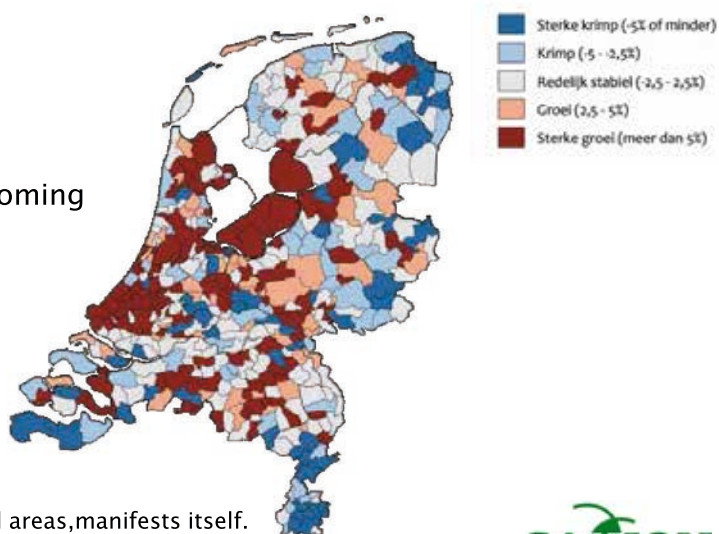 Sterke krimp (-5% of minder)
Krimp (-5 - -2,5%)
Redelijk stabiel (-2,5 - 2,5%)
Groei (2,5 - 5%)
Sterke groei (meer dan 5%)
oming
areas,manifests itself.